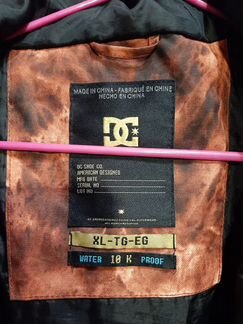 MADE IN CHINA - FABRIQUÉ EN CHINE
HECHO EN CHINA
DC
DC SHOE CO.
AMERICAN DESIGNED
MFG DATE
SERIAL NO
LOT NO
XL-TG-EG
WATER 10 K PROOF